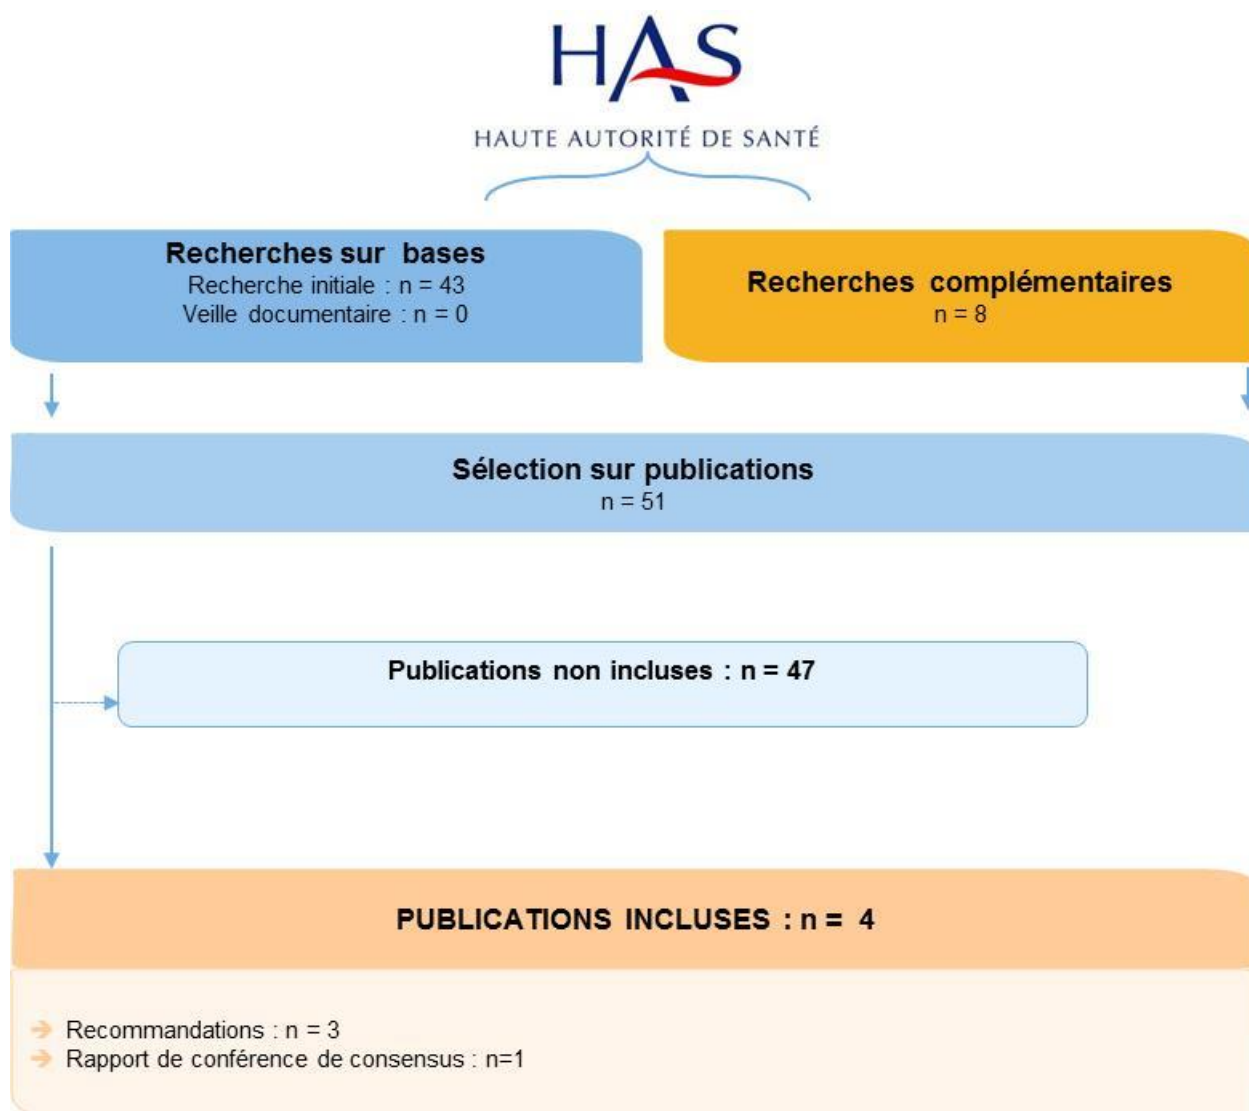 HAS
HAUTE AUTORITÉ DE SANTÉ
Recherches sur bases
Recherche initiale : n = 43
Veille documentaire : n = 0
Recherches complémentaires
n = 8
Sélection sur publications
n = 51
Publications non incluses : n = 47
PUBLICATIONS INCLUSES : n = 4
Recommandations : n = 3
Rapport de conférence de consensus : n=1